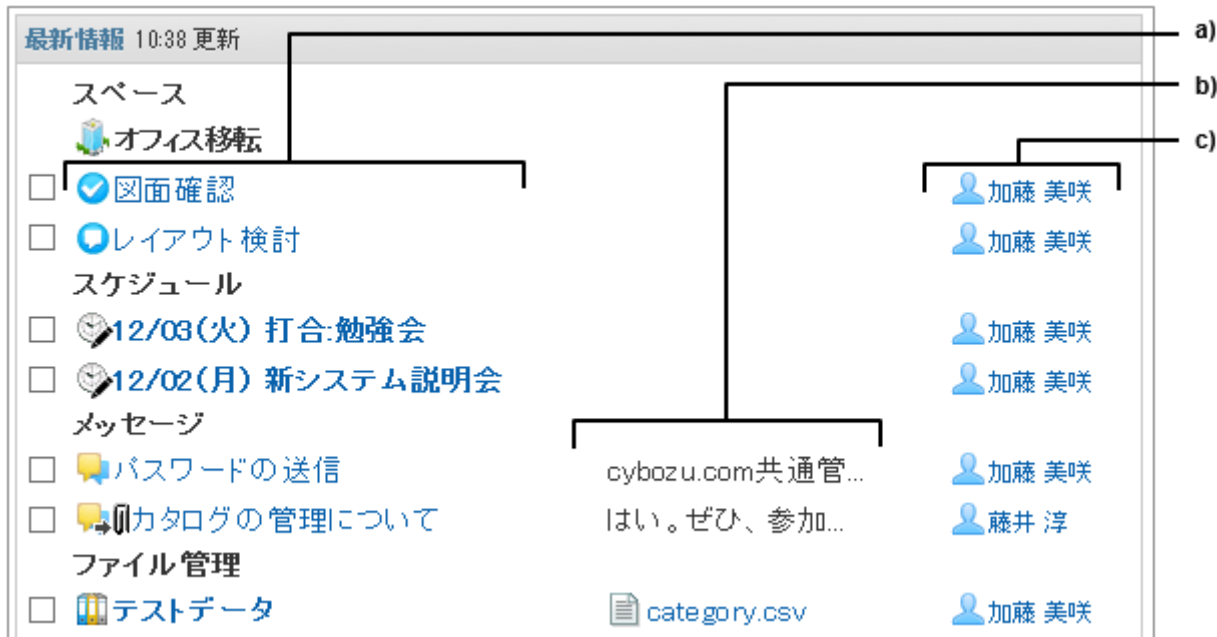 最新情報 10:38 更新
a)
b)
c)
スペース
オフィス移転
図面確認 加藤 美咲
レイアウト検討 加藤 美咲
スケジュール
12/03(火) 打合:勉強会 加藤 美咲
12/02(月) 新システム説明会 加藤 美咲
メッセージ
パスワードの送信 cybozu.com共通管... 加藤 美咲
カタログの管理について はい。ぜひ、参加... 藤井 淳
ファイル管理
テストデータ category.csv 加藤 美咲